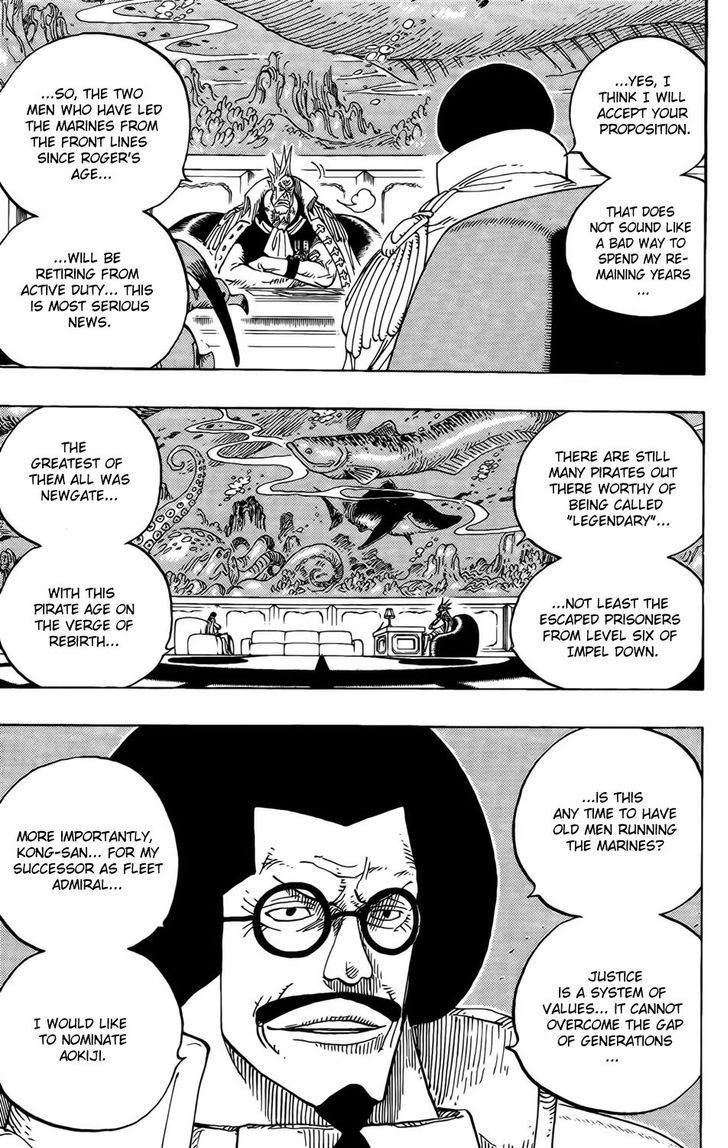 ...YES, I
THINK I WILL
ACCEPT YOUR
PROPOSITION.
THAT DOES
NOT SOUND LIKE
A BAD WAY TO
SPEND MY RE-
MAINING YEARS
...
...SO, THE TWO
MEN WHO HAVE LED
THE MARINES FROM
THE FRONT LINES
SINCE ROGER'S
AGE...
...WILL BE
RETIRING FROM
ACTIVE DUTY... THIS
IS MOST SERIOUS
NEWS.
THERE ARE STILL
MANY PIRATES OUT
THERE WORTHY OF
BEING CALLED
"LEGENDARY"...
...NOT LEAST THE
ESCAPED PRISONERS
FROM LEVEL SIX OF
IMPEL DOWN.
THE
GREATEST OF
THEM ALL WAS
NEWGATE...
WITH THIS
PIRATE AGE ON
THE VERGE OF
REBIRTH...
...IS THIS
ANY TIME TO HAVE
OLD MEN RUNNING
THE MARINES?
JUSTICE
IS A SYSTEM OF
VALUES... IT CANNOT
OVERCOME THE GAP
OF GENERATIONS
...
MORE IMPORTANTLY,
KONG-SAN... FOR MY
SUCCESSOR AS FLEET
ADMIRAL...
I WOULD LIKE
TO NOMINATE
AOKIJI.